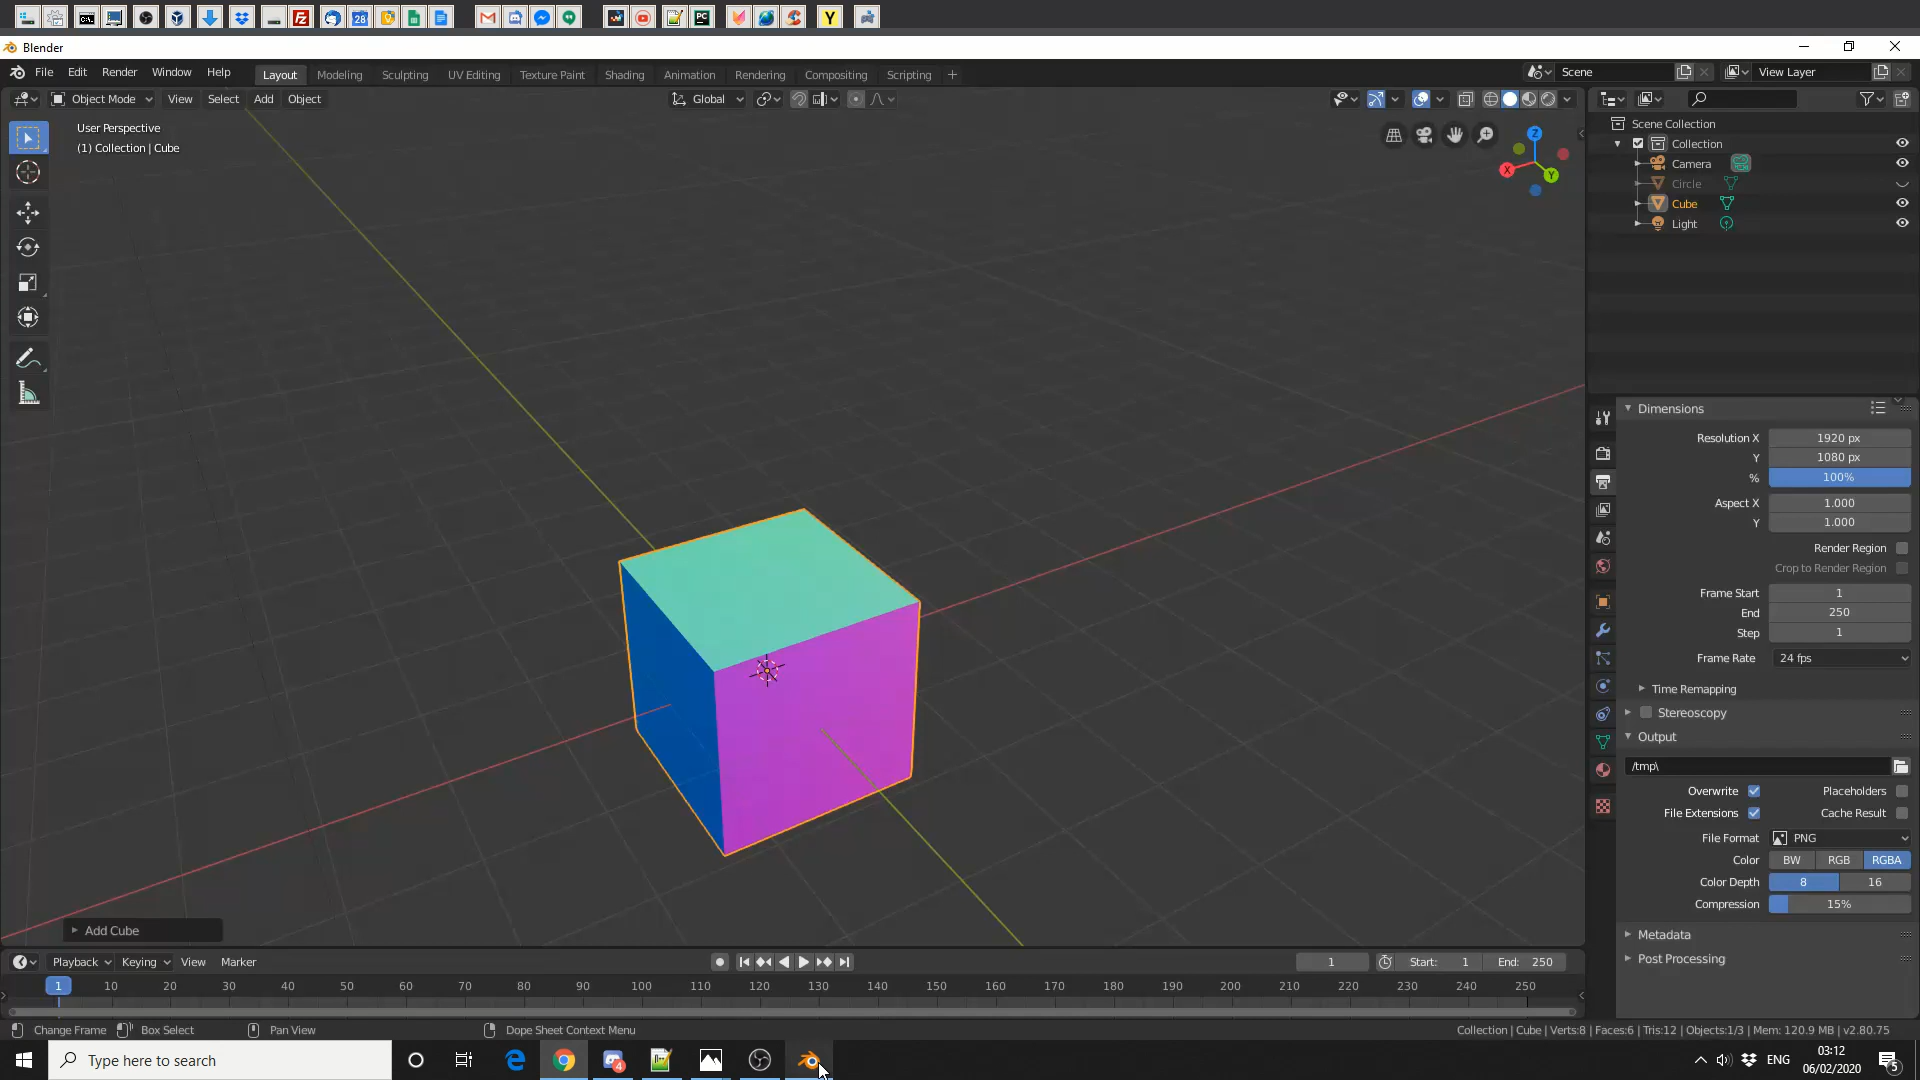 Blender
File Edit Render Window Help Layout Modeling Sculpting UV Editing Texture Paint Shading Animation Rendering Compositing Scripting + Scene View Layer
Object Mode View Select Add Object Global
User Perspective
(1) Collection | Cube
Z
X
Y
Scene Collection
Collection
Camera
Circle
Cube
Light
Dimensions
Resolution X 1920 px
Y 1080 px
% 100%
Aspect X 1.000
Y 1.000
Render Region
Crop to Render Region
Frame Start 1
End 250
Step 1
Frame Rate 24 fps
Time Remapping
Stereoscopy
Output
/tmp\
Overwrite Placeholders
File Extensions Cache Result
File Format PNG
Color BW RGB RGBA
Color Depth 8 16
Compression 15%
Metadata
Post Processing
Add Cube
Playback Keying View Marker 1 Start: 1 End: 250
1 10 20 30 40 50 60 70 80 90 100 110 120 130 140 150 160 170 180 190 200 210 220 230 240 250
Change Frame Box Select Pan View Dope Sheet Context Menu Collection | Cube | Verts:8 | Faces:6 | Tris:12 | Objects:1/3 | Mem: 120.9 MB | v2.80.75
Type here to search ENG 03:12
06/02/2020